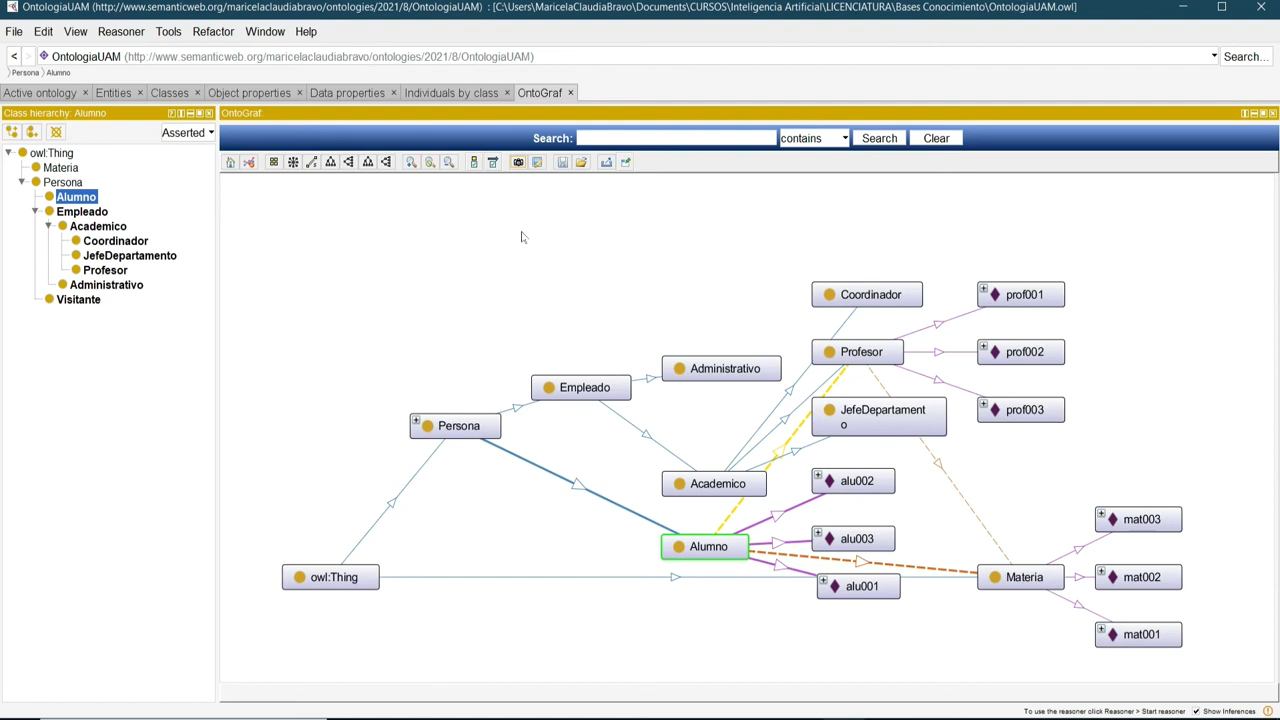 OntologiaUAM (http://www.semanticweb.org/maricelaclaudiabravo/ontologies/2021/8/OntologiaUAM) : [C:\Users\MaricelaClaudiaBravo\Documents\CURSOS\Inteligencia Artificial\LICENCIATURA\Bases Conocimiento\OntologiaUAM.owl]
File Edit View Reasoner Tools Refactor Window Help
< > OntologiaUAM (http://www.semanticweb.org/maricelaclaudiabravo/ontologies/2021/8/OntologiaUAM) Search...
Persona Alumno
Active ontology × Entities × Classes × Object properties × Data properties × Individuals by class × OntoGraf ×
Class hierarchy: Alumno
OntoGraf
Search: contains Search Clear
Asserted
owl:Thing
Materia
Persona
Alumno
Empleado
Academico
Coordinador
JefeDepartamento
Profesor
Administrativo
Visitante
Coordinador
prof001
Profesor
prof002
Administrativo
Empleado
JefeDepartament
o
prof003
Persona
Academico
alu002
mat003
alu003
Alumno
owl:Thing
alu001
Materia
mat002
mat001
To use the reasoner click Reasoner > Start reasoner Show Inferences